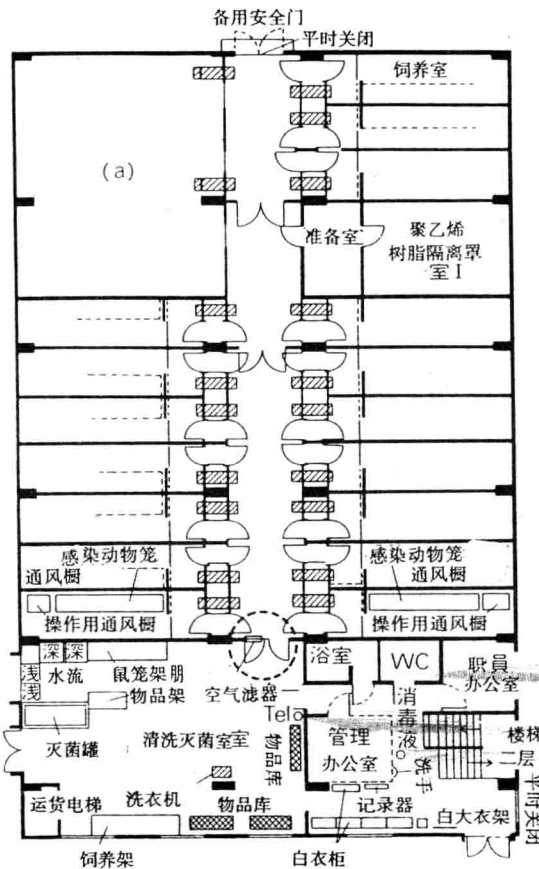 备用安全门
平时关闭
饲养室
(a)
准备室
聚乙烯
树脂隔离罩
室 I
感染动物笼
通风橱
操作用通风橱
感染动物笼
通风橱
操作用通风橱
深 深
浅
浅
水流
鼠笼架朋
物品架
空气滤器
Telo
灭菌罐
清洗灭菌室室
物品库
浴室
WC
职员
办公室
消毒液
管理
办公室
洗手
楼梯
二层
平时关闭
运货电梯
洗衣机
物品库
记录器
白大衣架
饲养架
白衣柜